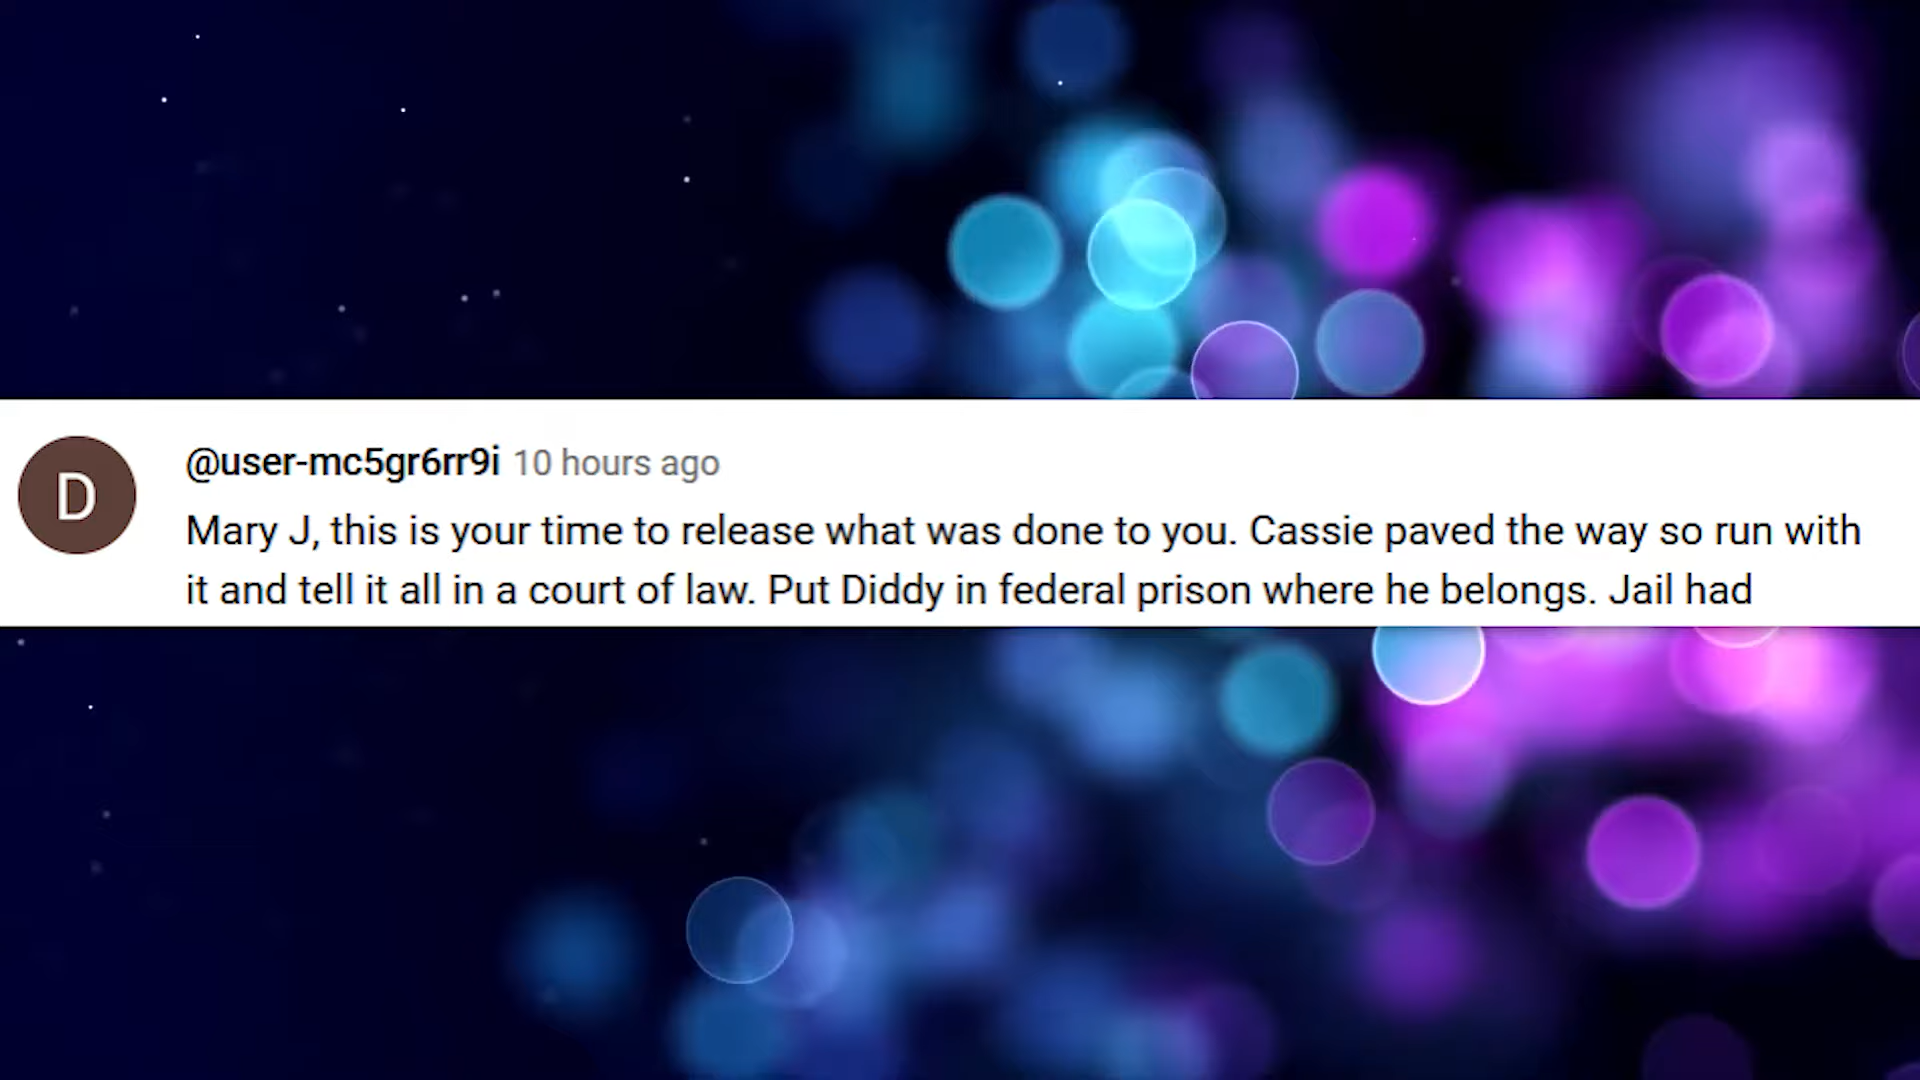 D
@user-mc5gr6rr9i 10 hours ago
Mary J, this is your time to release what was done to you. Cassie paved the way so run with
it and tell it all in a court of law. Put Diddy in federal prison where he belongs. Jail had